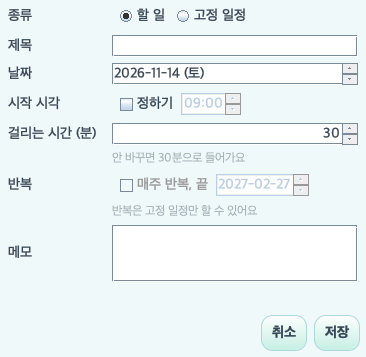 종류 할 일 고정 일정
제목
날짜 2026-11-14 (토)
시작 시각 정하기 09:00
걸리는 시간 (분) 30
안 바꾸면 30분으로 들어가요
반복 매주 반복, 끝 2027-02-27
반복은 고정 일정만 할 수 있어요
메모
취소 저장